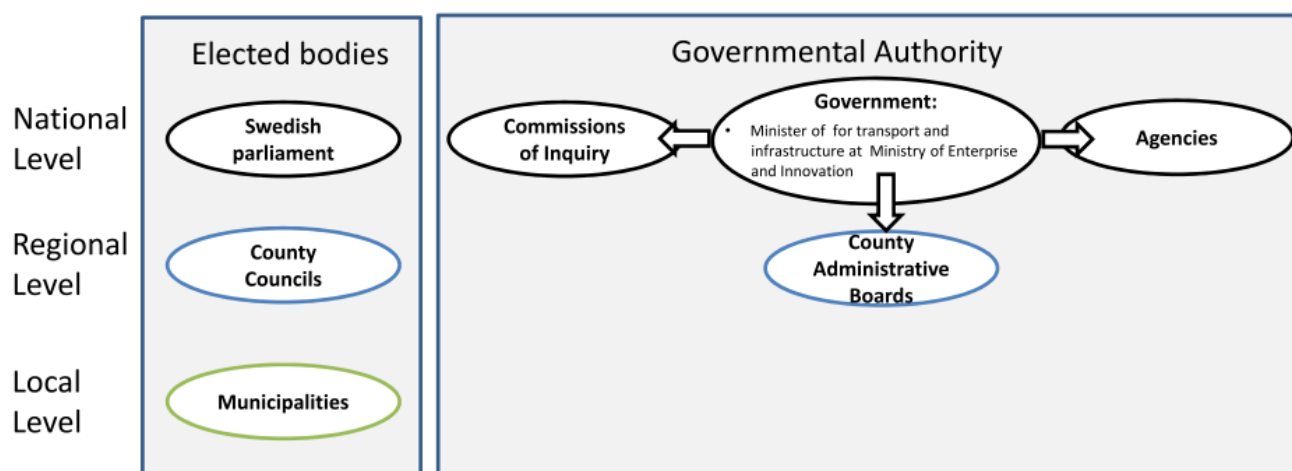 Elected bodies
Governmental Authority
National
Level
Swedish
parliament
Commissions
of Inquiry
Government:
• Minister of for transport and
infrastructure at Ministry of Enterprise
and Innovation
Agencies
Regional
Level
County
Councils
County
Administrative
Boards
Local
Level
Municipalities